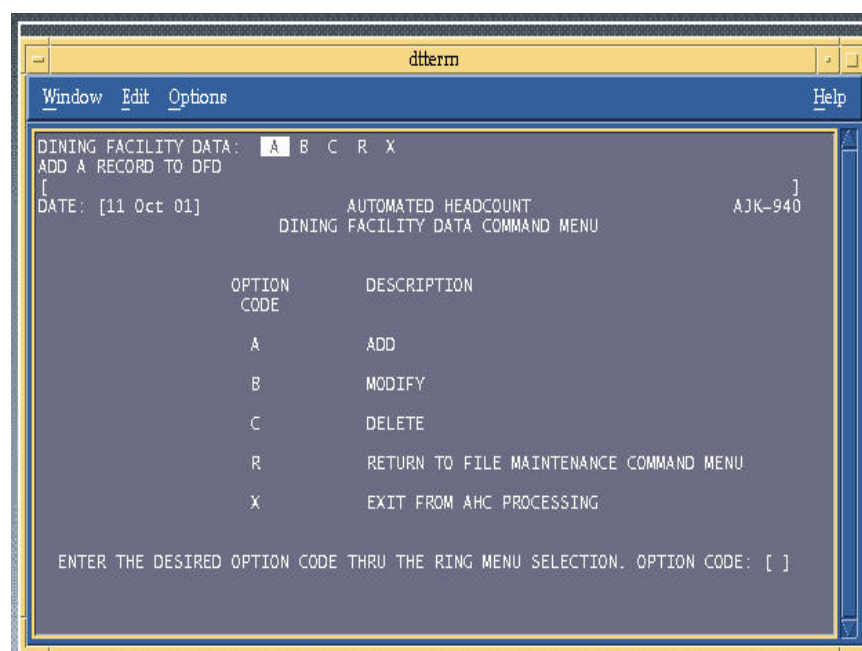 dtterm
Window Edit Options Help
DINING FACILITY DATA: A B C R X
ADD A RECORD TO DFD
[ ]
DATE: [11 Oct 01] AUTOMATED HEADCOUNT AJK-940
DINING FACILITY DATA COMMAND MENU
OPTION DESCRIPTION
CODE
A ADD
B MODIFY
C DELETE
R RETURN TO FILE MAINTENANCE COMMAND MENU
X EXIT FROM AHC PROCESSING
ENTER THE DESIRED OPTION CODE THRU THE RING MENU SELECTION. OPTION CODE: [ ]